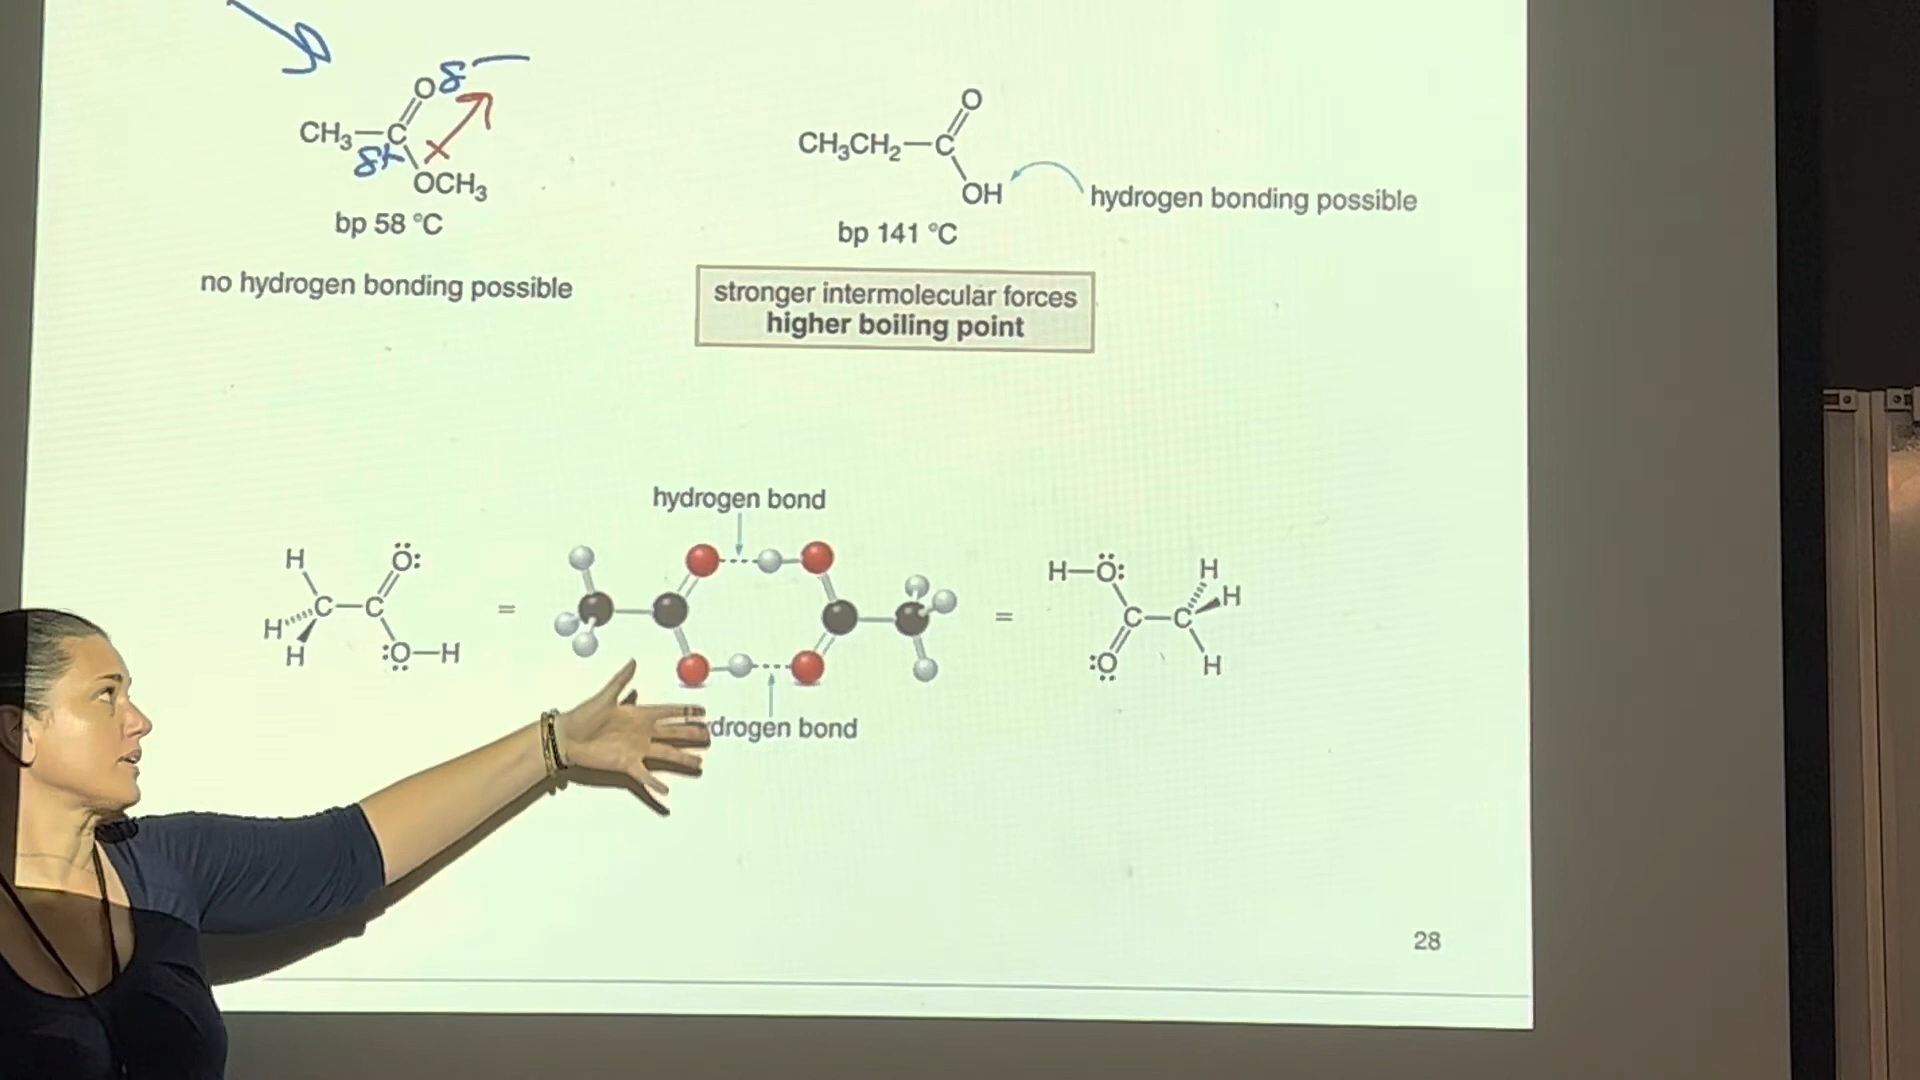 O δ−
CH₃—C
δ+
OCH₃
bp 58 °C
no hydrogen bonding possible
O
CH₃CH₂—C
OH
hydrogen bonding possible
bp 141 °C
stronger intermolecular forces
higher boiling point
hydrogen bond
H Ö:
C—C
H
H :O—H
=
drogen bond
=
H—Ö: H
H
C—C
:O H
28